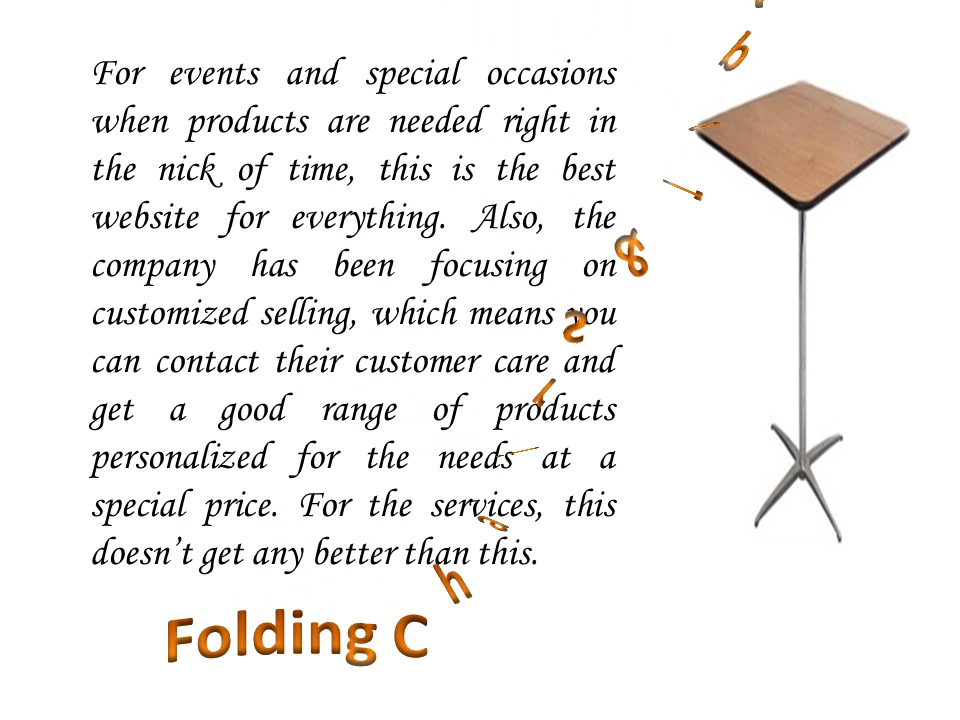 For events and special occasions
when products are needed right in
the nick of time, this is the best
website for everything. Also, the
company has been focusing on
customized selling, which means you
can contact their customer care and
get a good range of products
personalized for the needs at a
special price. For the services, this
doesn’t get any better than this.
Folding C h